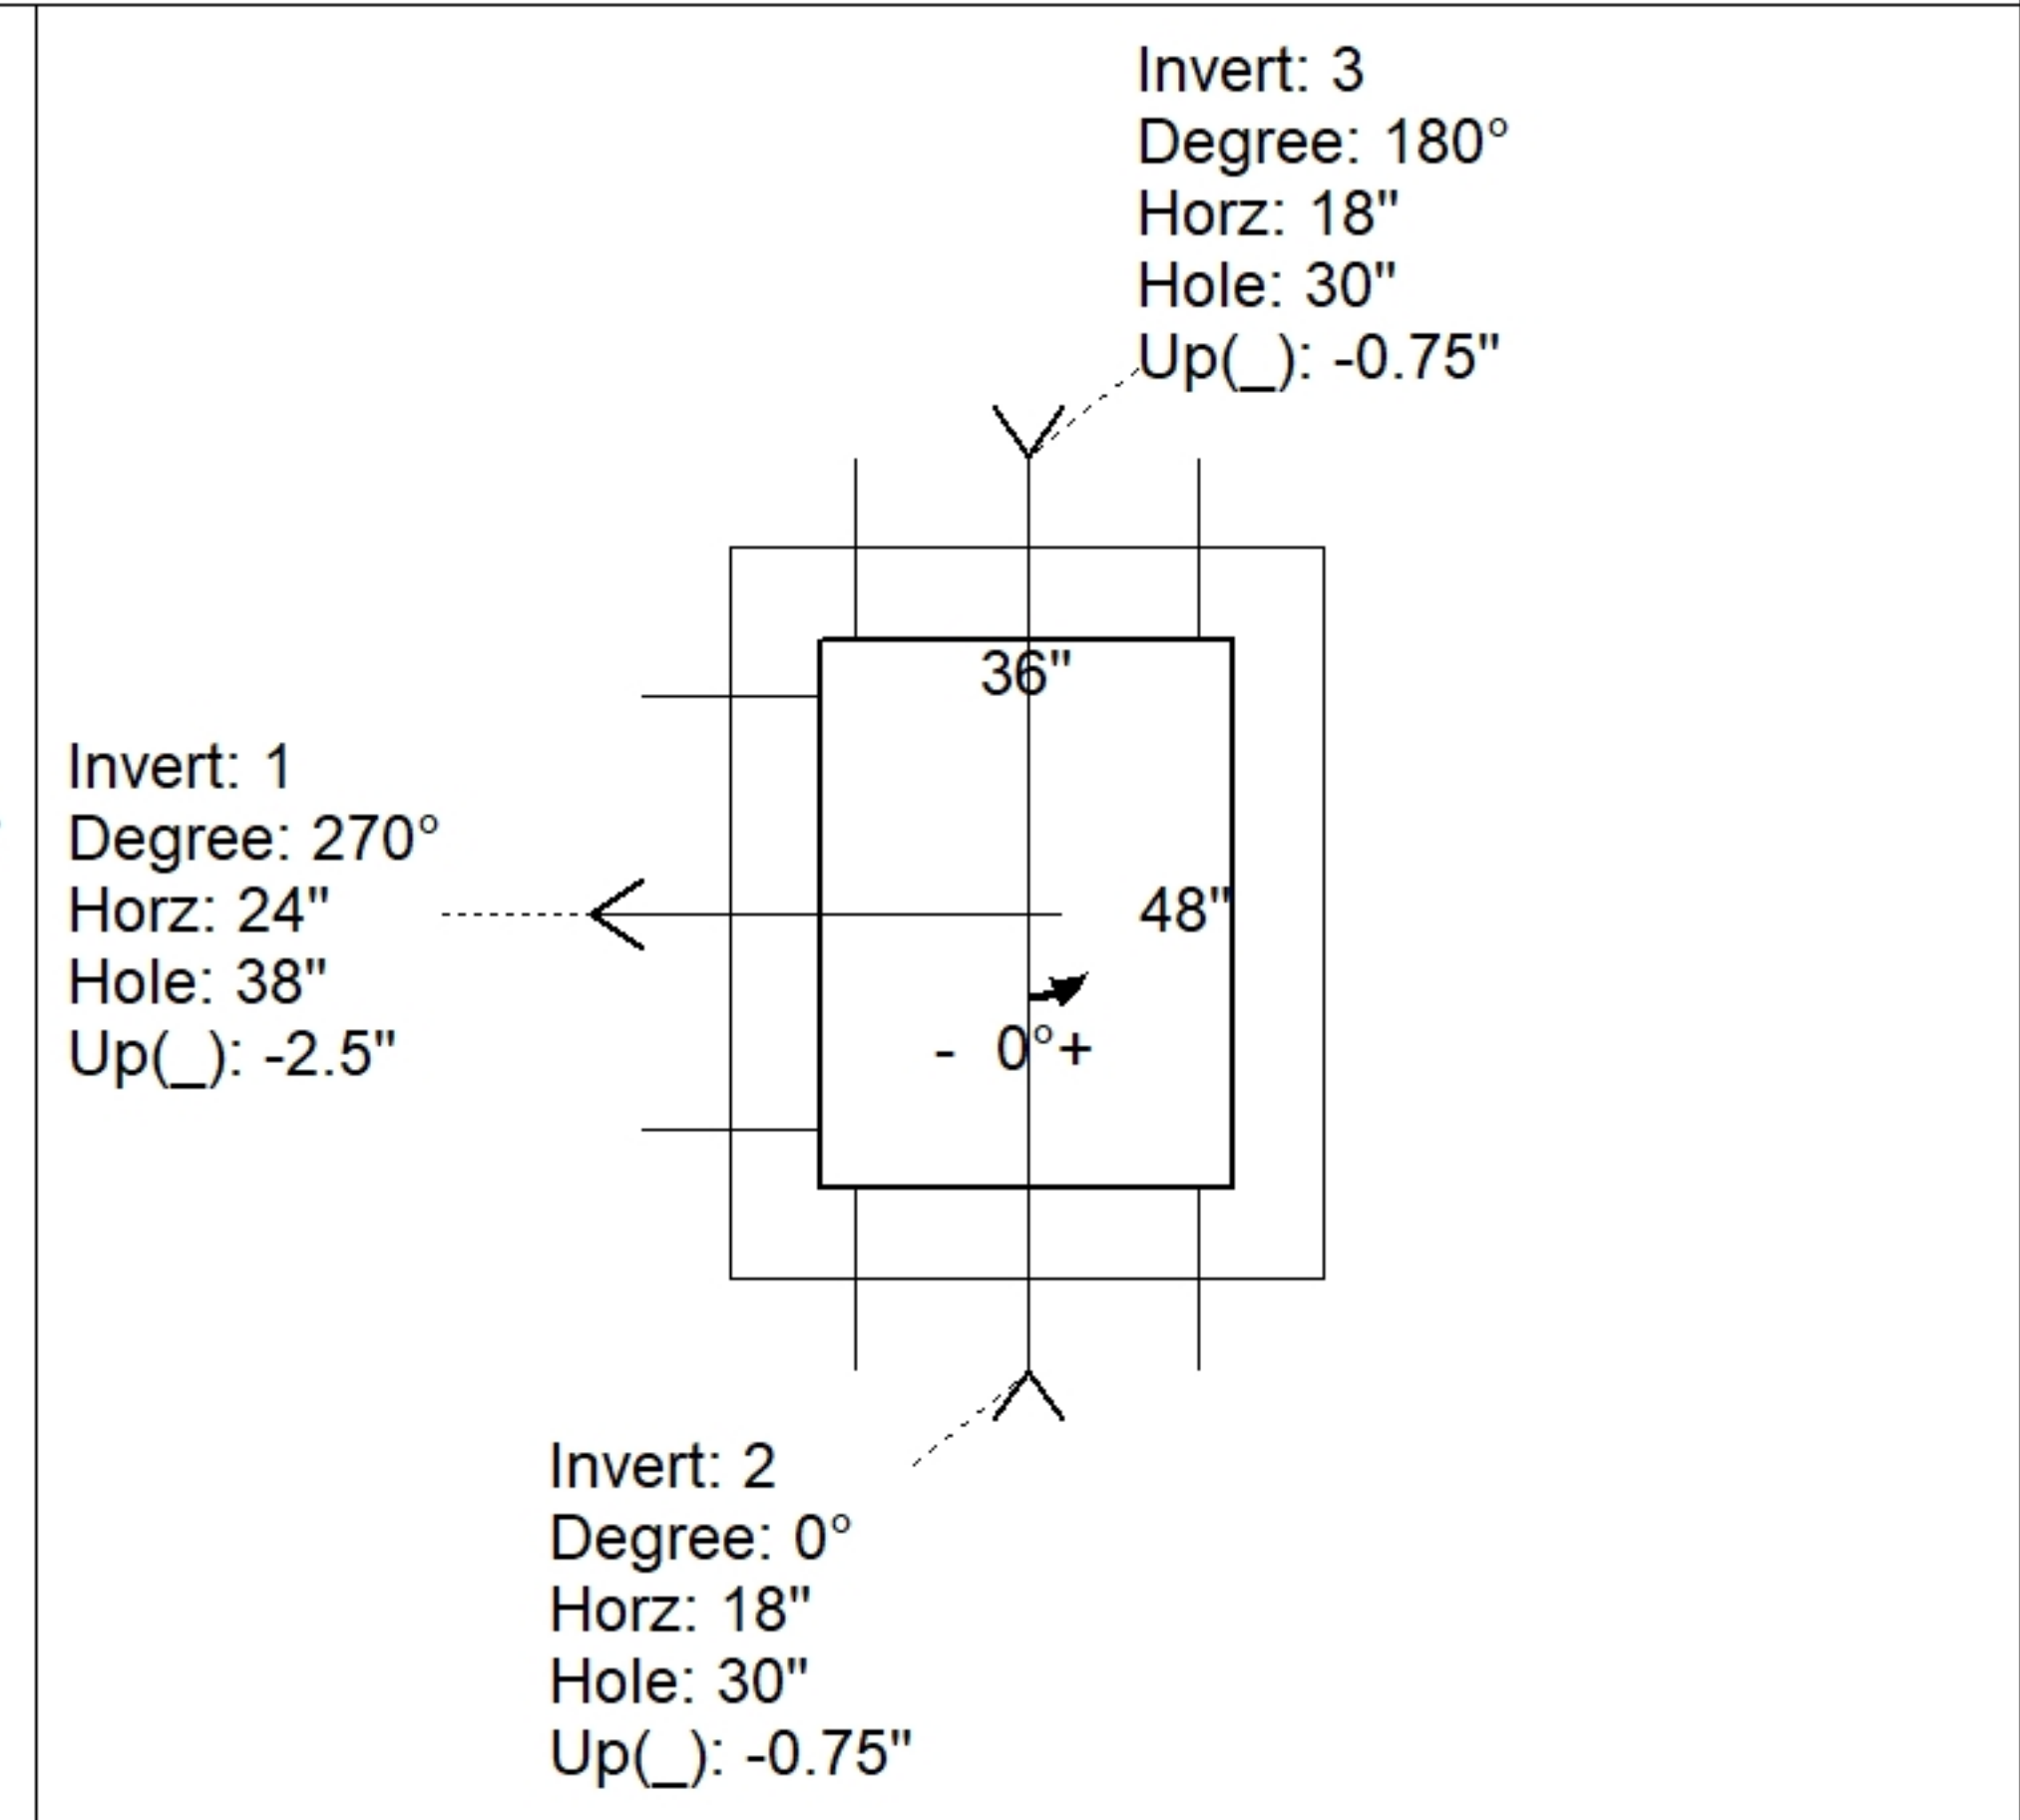 Invert: 3
Degree: 180°
Horz: 18"
Hole: 30"
Up(_): -0.75"
36"
Invert: 1
Degree: 270°
Horz: 24"
Hole: 38"
Up(_): -2.5"
48"
- 0°+
Invert: 2
Degree: 0°
Horz: 18"
Hole: 30"
Up(_): -0.75"